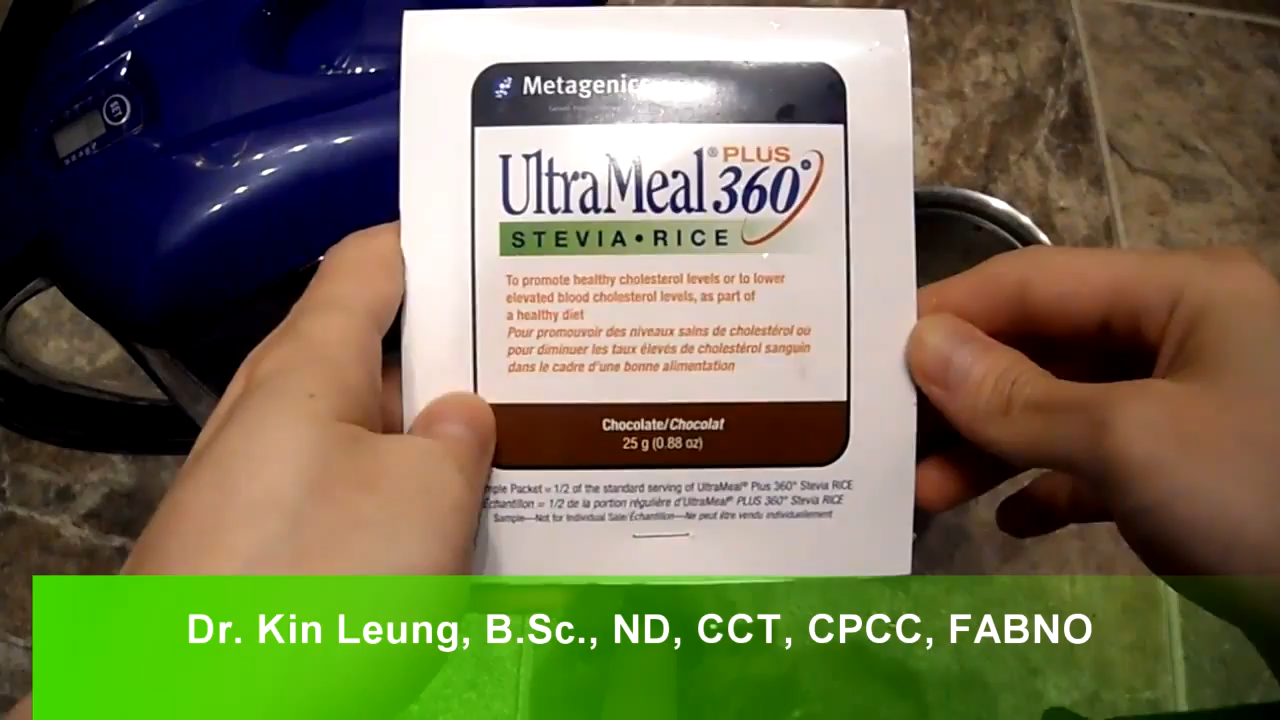 SET
Metagenics
UltraMeal® PLUS 360°
STEVIA • RICE
To promote healthy cholesterol levels or to lower
elevated blood cholesterol levels, as part of
a healthy diet
Pour promouvoir des niveaux sains de cholestérol ou
pour diminuer les taux élevés de cholestérol sanguin
dans le cadre d'une bonne alimentation
Chocolate/Chocolat
25 g (0.88 oz)
Packet = 1/2 of the standard serving of UltraMeal® Plus 360° Stevia RICE
Échantillon = 1/2 de la portion régulière d'UltraMeal® PLUS 360° Stevia RICE
Sample—Not for Individual Sale/Échantillon—Ne peut être vendu individuellement
Dr. Kin Leung, B.Sc., ND, CCT, CPCC, FABNO